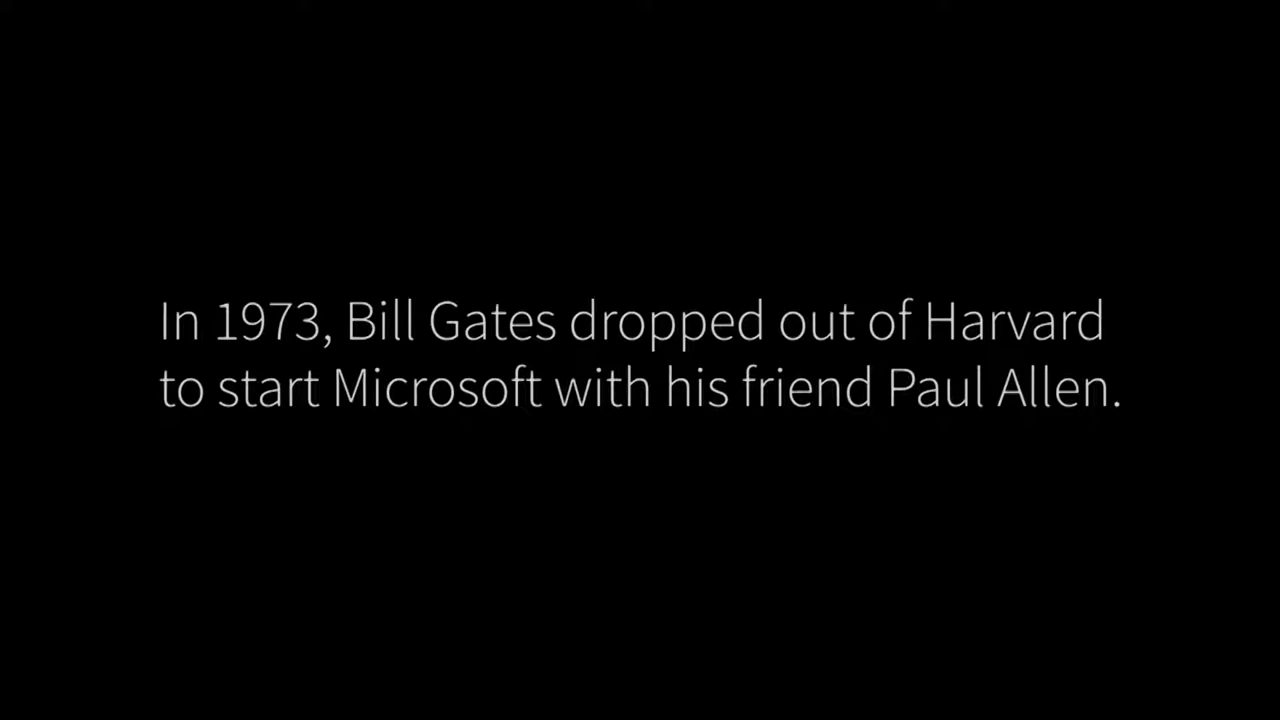 In 1973, Bill Gates dropped out of Harvard
to start Microsoft with his friend Paul Allen.